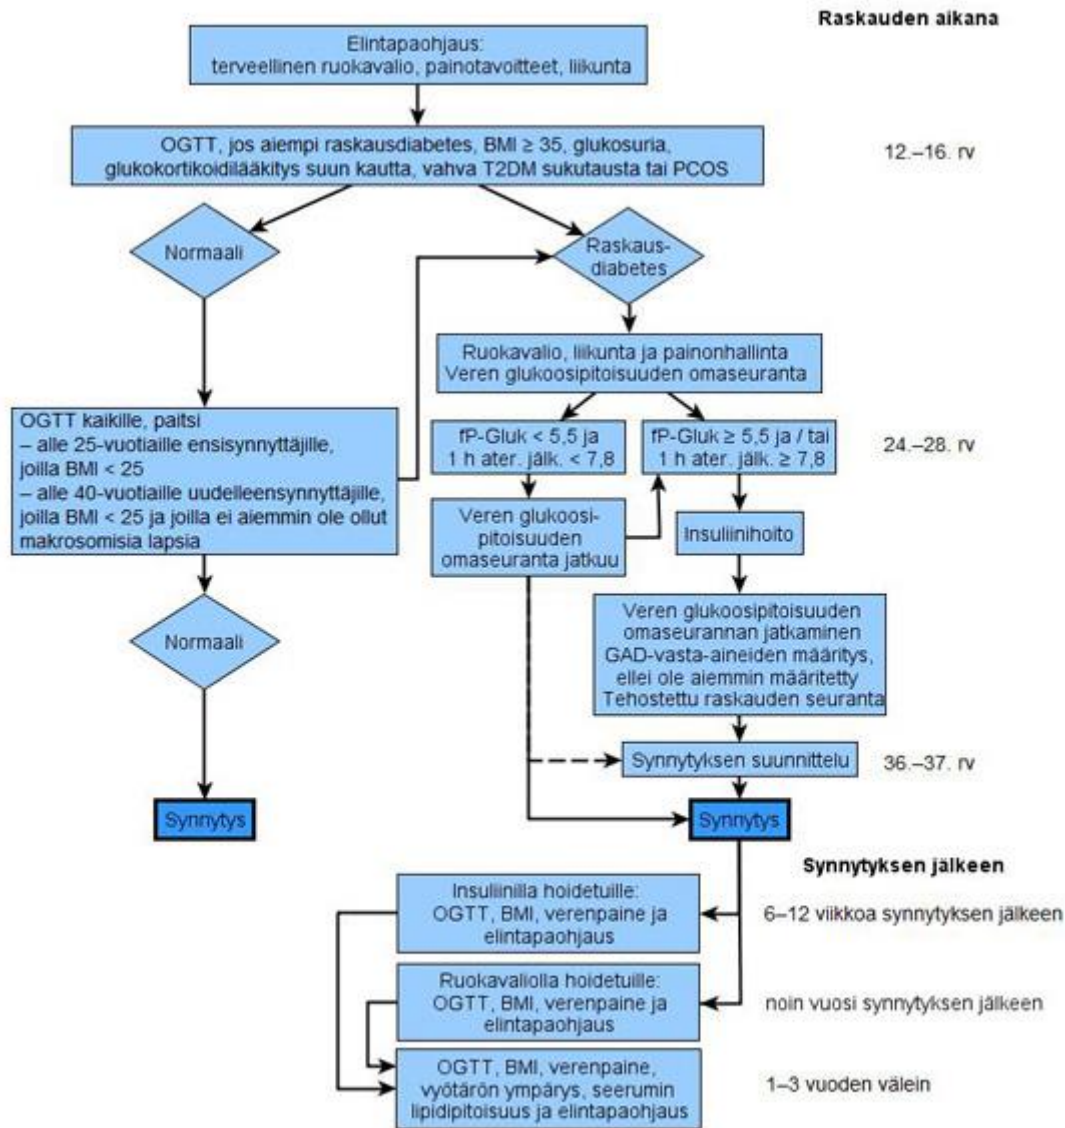 Raskauden aikana
Elintapaohjaus:
terveellinen ruokavalio, painotavoitteet, liikunta
OGTT, jos aiempi raskausdiabetes, BMI ≥ 35, glukosuria,
glukokortikoidilääkitys suun kautta, vahva T2DM sukutausta tai PCOS
12.–16. rv
Normaali
Raskaus-
diabetes
Ruokavalio, liikunta ja painonhallinta
Veren glukoosipitoisuuden omaseuranta
OGTT kaikille, paitsi
– alle 25-vuotiaille ensisynnyttäjille,
joilla BMI < 25
– alle 40-vuotiaille uudelleensynnyttäjille,
joilla BMI < 25 ja joilla ei aiemmin ole ollut
makrosomisia lapsia
fP-Gluk < 5,5 ja
1 h ater. jälk. < 7,8
fP-Gluk ≥ 5,5 ja / tai
1 h ater. jälk. ≥ 7,8
24.–28. rv
Veren glukoosi-
pitoisuuden
omaseuranta jatkuu
Insuliinihoito
Normaali
Veren glukoosipitoisuuden
omaseurannan jatkaminen
GAD-vasta-aineiden määritys,
ellei ole aiemmin määritetty
Tehostettu raskauden seuranta
Synnytyksen suunnittelu
36.–37. rv
Synnytys
Synnytys
Synnytyksen jälkeen
Insuliinilla hoidetuille:
OGTT, BMI, verenpaine ja
elintapaohjaus
6–12 viikkoa synnytyksen jälkeen
Ruokavaliolla hoidetuille:
OGTT, BMI, verenpaine ja
elintapaohjaus
noin vuosi synnytyksen jälkeen
OGTT, BMI, verenpaine,
vyötärön ympärys, seerumin
lipidipitoisuus ja elintapaohjaus
1–3 vuoden välein